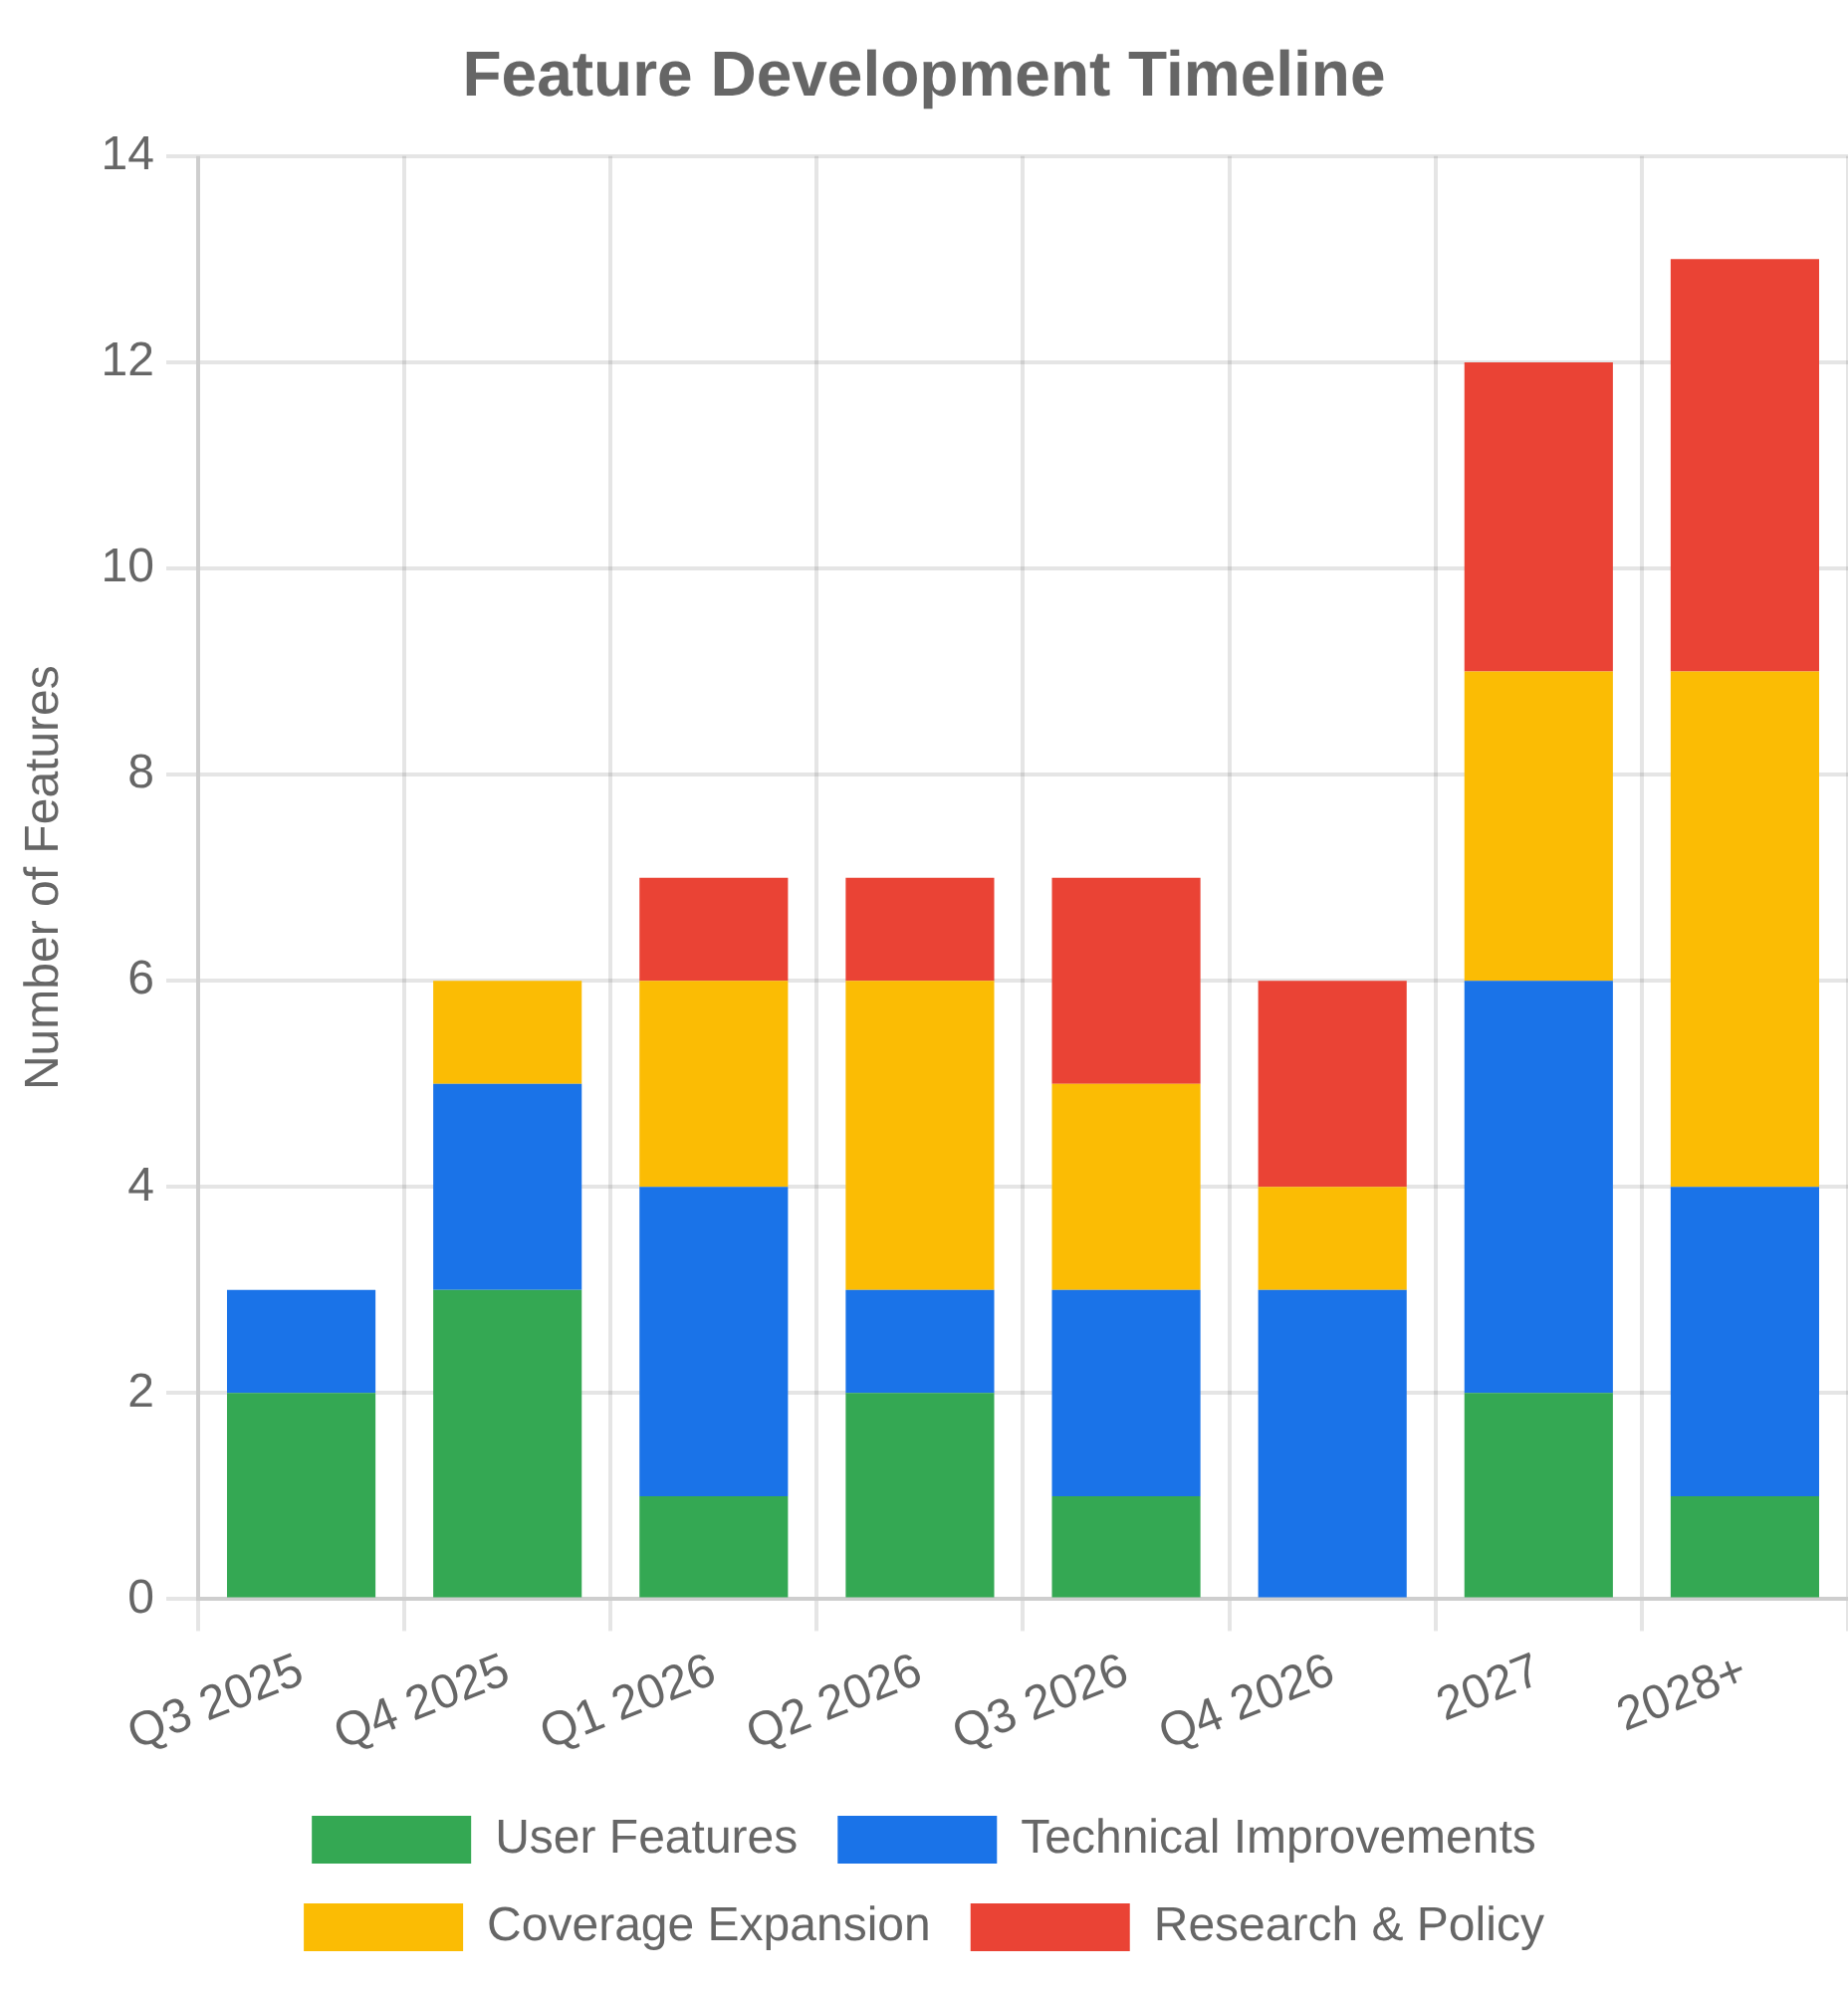 Feature Development Timeline
14
12
10
8
6
4
2
0
Number of Features
Q3 2025
Q4 2025
Q1 2026
Q2 2026
Q3 2026
Q4 2026
2027
2028+
User Features
Technical Improvements
Coverage Expansion
Research & Policy